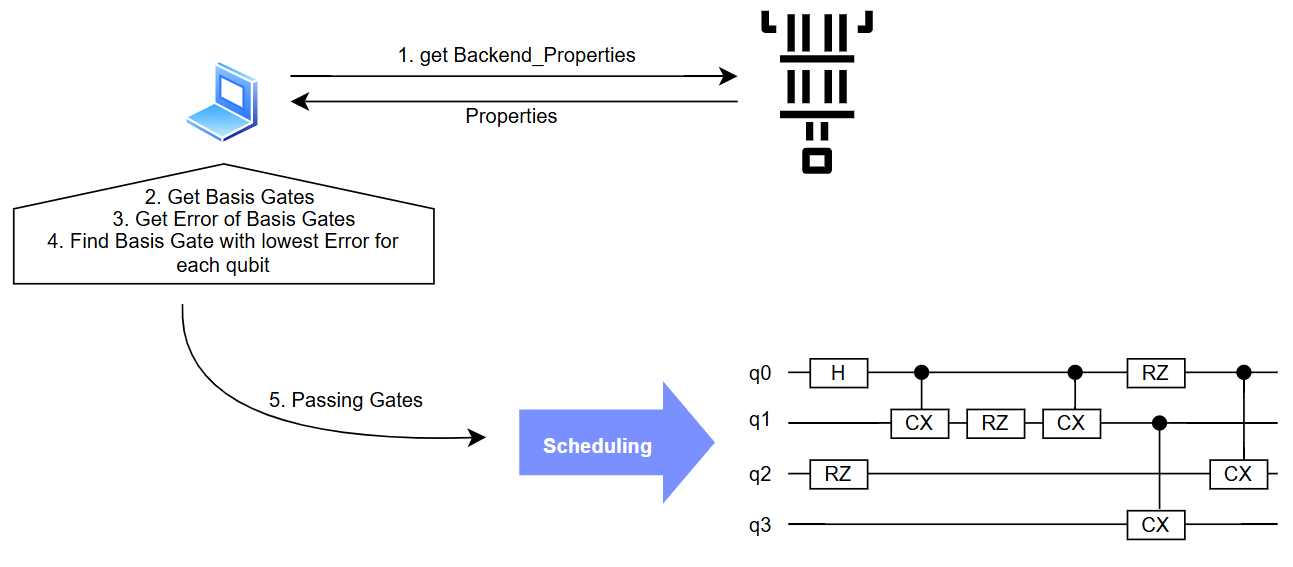 1. get Backend_Properties
Properties
2. Get Basis Gates
3. Get Error of Basis Gates
4. Find Basis Gate with lowest Error for
each qubit
5. Passing Gates
Scheduling
q0 H RZ
q1 CX RZ CX
q2 RZ CX
q3 CX